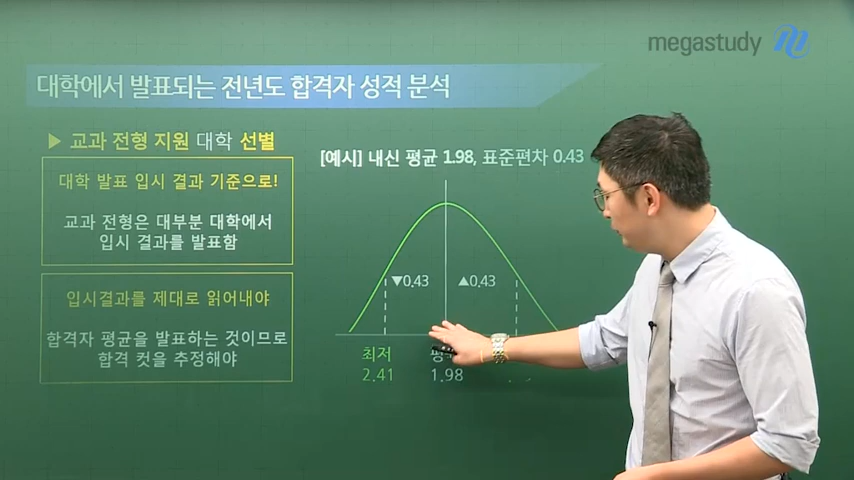 megastudy
대학에서 발표되는 전년도 합격자 성적 분석
▶ 교과 전형 지원 대학 선별
대학 발표 입시 결과 기준으로!
교과 전형은 대부분 대학에서
입시 결과를 발표함
입시결과를 제대로 읽어내야
합격자 평균을 발표하는 것이므로
합격 컷을 추정해야
[예시] 내신 평균 1.98, 표준편차 0.43
▼0.43 ▲0.43
최저
2.41 1.98